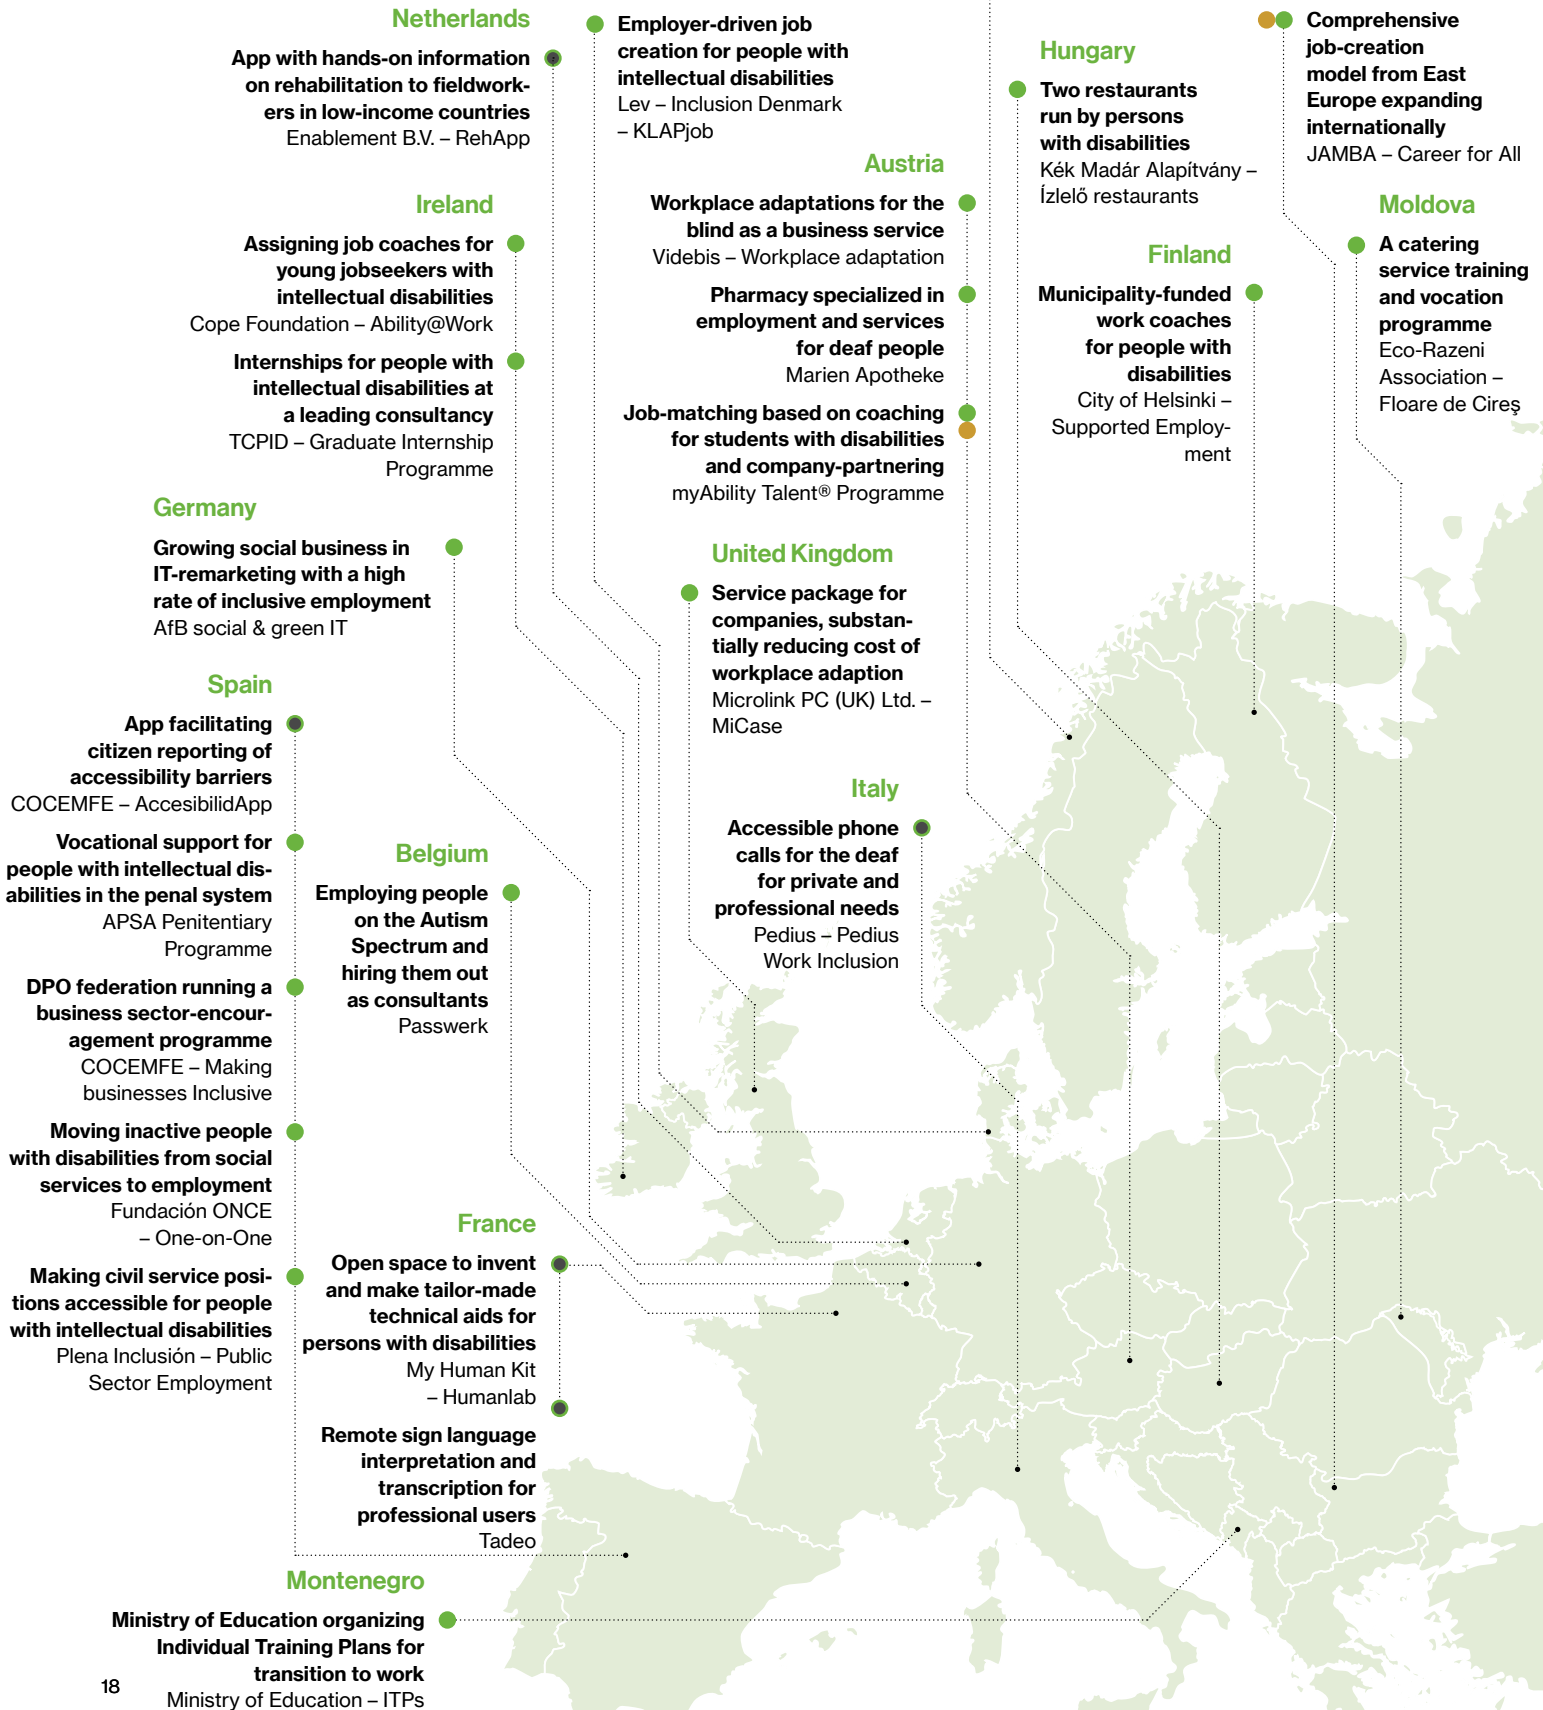 Netherlands
App with hands-on information
on rehabilitation to fieldwork-
ers in low-income countries
Enablement B.V. – RehApp
Ireland
Assigning job coaches for
young jobseekers with
intellectual disabilities
Cope Foundation – Ability@Work
Internships for people with
intellectual disabilities at
a leading consultancy
TCPID – Graduate Internship
Programme
Germany
Growing social business in
IT-remarketing with a high
rate of inclusive employment
AfB social & green IT
Spain
App facilitating
citizen reporting of
accessibility barriers
COCEMFE – AccesibilidApp
Vocational support for
people with intellectual dis-
abilities in the penal system
APSA Penitentiary
Programme
DPO federation running a
business sector-encour-
agement programme
COCEMFE – Making
businesses Inclusive
Moving inactive people
with disabilities from social
services to employment
Fundación ONCE
– One-on-One
Making civil service posi-
tions accessible for people
with intellectual disabilities
Plena Inclusión – Public
Sector Employment
Belgium
Employing people
on the Autism
Spectrum and
hiring them out
as consultants
Passwerk
France
Open space to invent
and make tailor-made
technical aids for
persons with disabilities
My Human Kit
– Humanlab
Remote sign language
interpretation and
transcription for
professional users
Tadeo
Montenegro
Ministry of Education organizing
Individual Training Plans for
transition to work
Ministry of Education – ITPs
Employer-driven job
creation for people with
intellectual disabilities
Lev – Inclusion Denmark
– KLAPjob
Austria
Workplace adaptations for the
blind as a business service
Videbis – Workplace adaptation
Pharmacy specialized in
employment and services
for deaf people
Marien Apotheke
Job-matching based on coaching
for students with disabilities
and company-partnering
myAbility Talent® Programme
United Kingdom
Service package for
companies, substan-
tially reducing cost of
workplace adaption
Microlink PC (UK) Ltd. –
MiCase
Italy
Accessible phone
calls for the deaf
for private and
professional needs
Pedius – Pedius
Work Inclusion
Hungary
Two restaurants
run by persons
with disabilities
Kék Madár Alapítvány –
Ízlelő restaurants
Finland
Municipality-funded
work coaches
for people with
disabilities
City of Helsinki –
Supported Employ-
ment
Comprehensive
job-creation
model from East
Europe expanding
internationally
JAMBA – Career for All
Moldova
A catering
service training
and vocation
programme
Eco-Razeni
Association –
Floare de Cireş
18